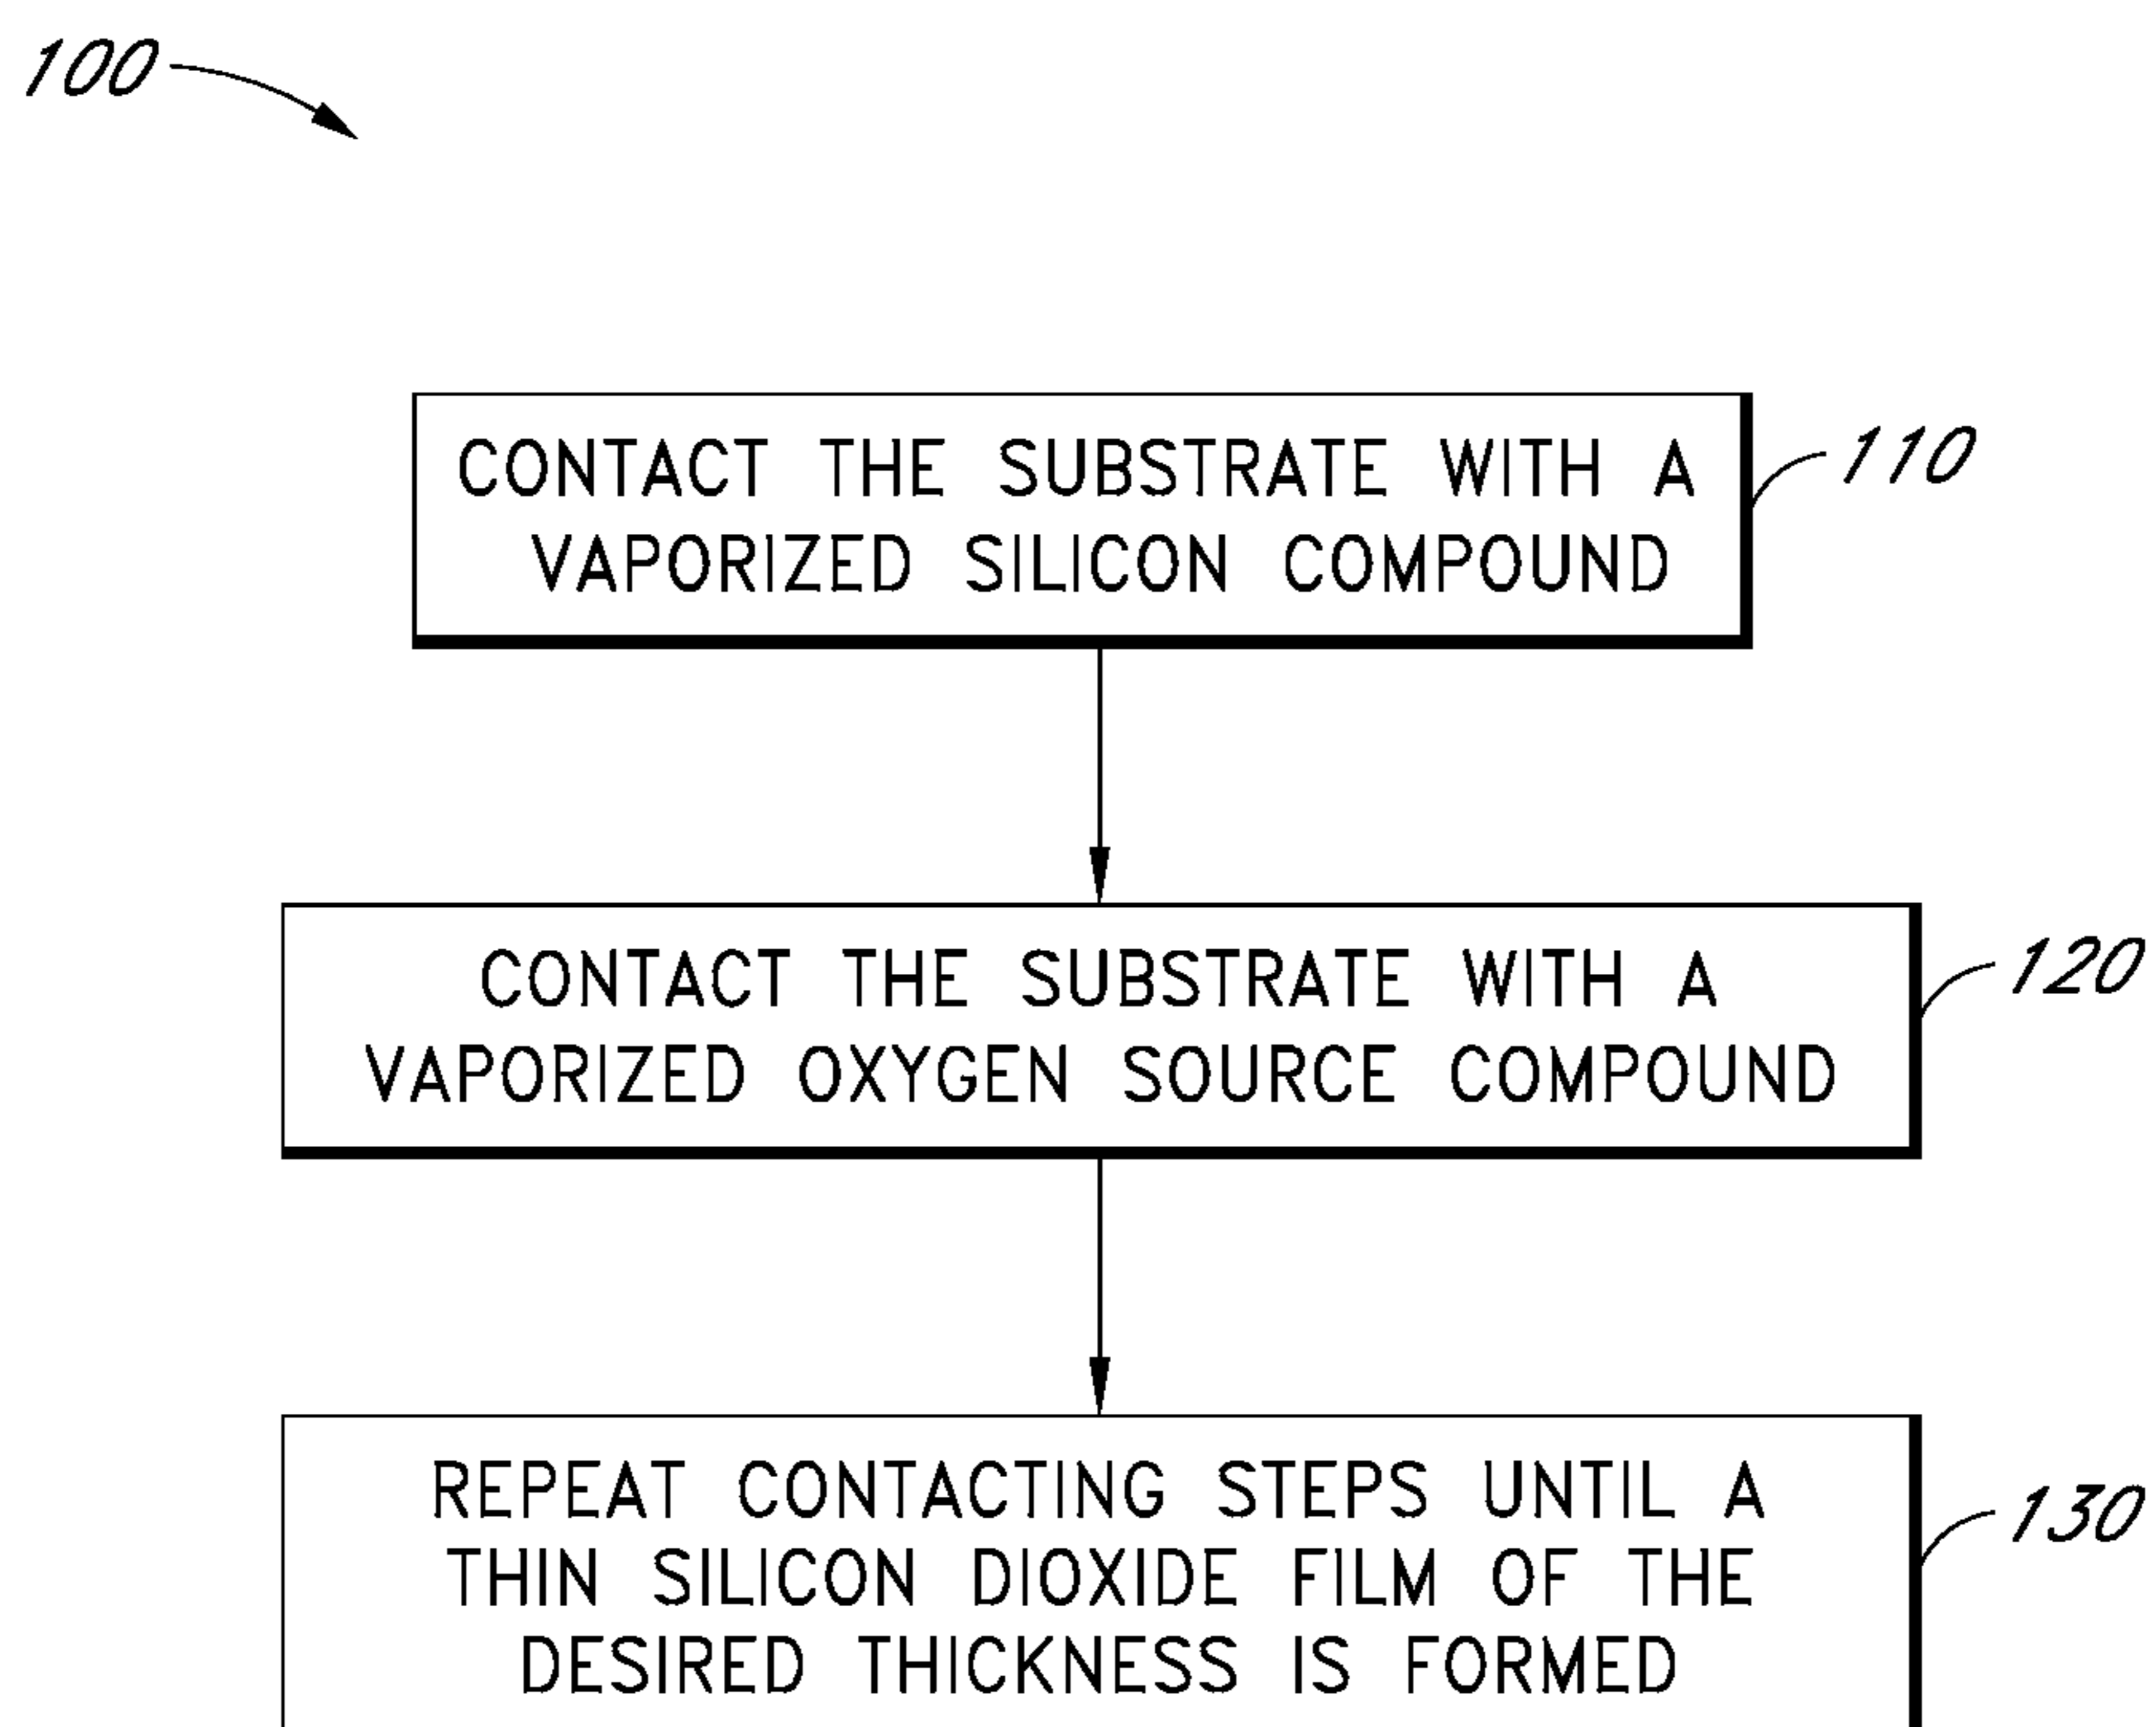 100
CONTACT THE SUBSTRATE WITH A
VAPORIZED SILICON COMPOUND
110
CONTACT THE SUBSTRATE WITH A
VAPORIZED OXYGEN SOURCE COMPOUND
120
REPEAT CONTACTING STEPS UNTIL A
THIN SILICON DIOXIDE FILM OF THE
DESIRED THICKNESS IS FORMED
130